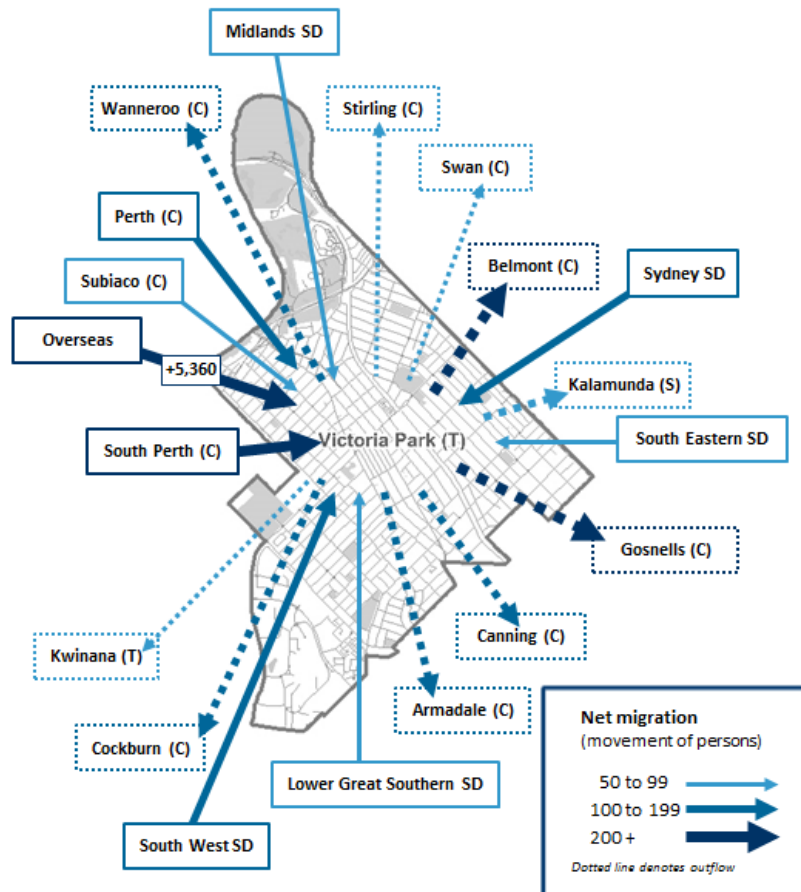 Midlands SD
Wanneroo (C)
Stirling (C)
Swan (C)
Perth (C)
Belmont (C)
Sydney SD
Subiaco (C)
Overseas
+5,360
Kalamunda (S)
South Perth (C)
Victoria Park (T)
South Eastern SD
Gosnells (C)
Kwinana (T)
Canning (C)
Armadale (C)
Cockburn (C)
Lower Great Southern SD
South West SD
Net migration
(movement of persons)
50 to 99
100 to 199
200 +
Dotted line denotes outflow